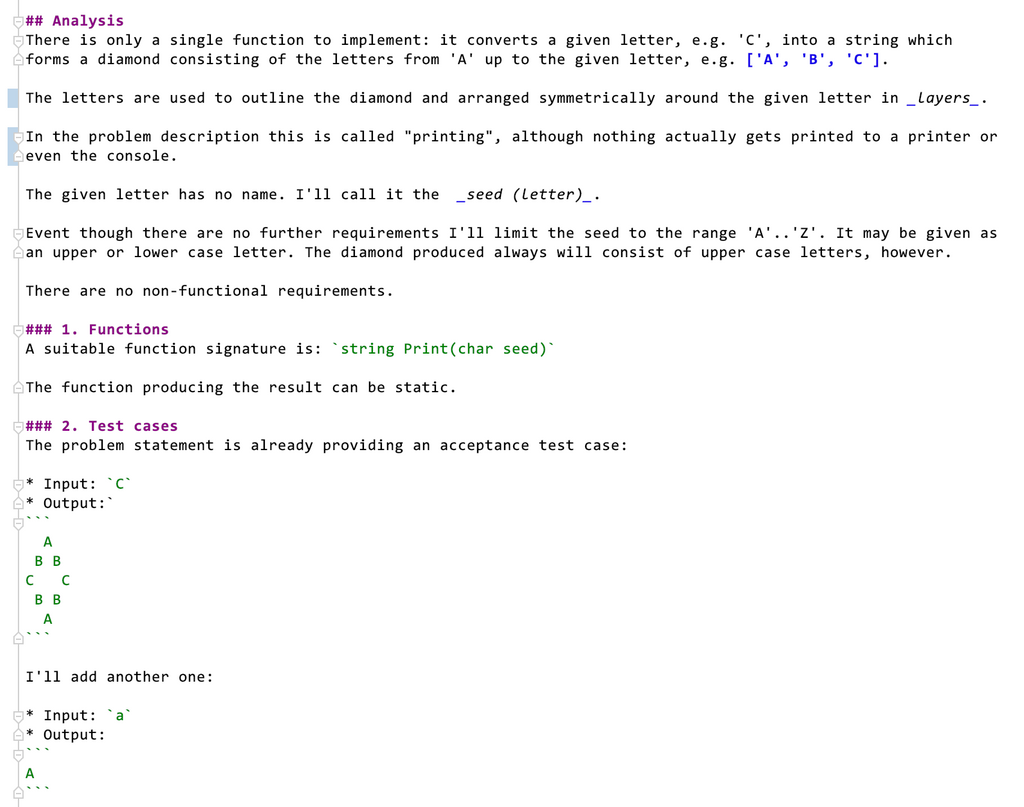 ## Analysis
There is only a single function to implement: it converts a given letter, e.g. 'C', into a string which
forms a diamond consisting of the letters from 'A' up to the given letter, e.g. ['A', 'B', 'C'].
The letters are used to outline the diamond and arranged symmetrically around the given letter in _layers_.
In the problem description this is called "printing", although nothing actually gets printed to a printer or
even the console.
The given letter has no name. I'll call it the  _seed (letter)_.
Event though there are no further requirements I'll limit the seed to the range 'A'..'Z'. It may be given as
an upper or lower case letter. The diamond produced always will consist of upper case letters, however.
There are no non-functional requirements.
### 1. Functions
A suitable function signature is: `string Print(char seed)`
The function producing the result can be static.
### 2. Test cases
The problem statement is already providing an acceptance test case:
* Input: `C`
* Output:`
```
  A
 B B
C   C
 B B
  A
```
I'll add another one:
* Input: `a`
* Output:
```
A
```